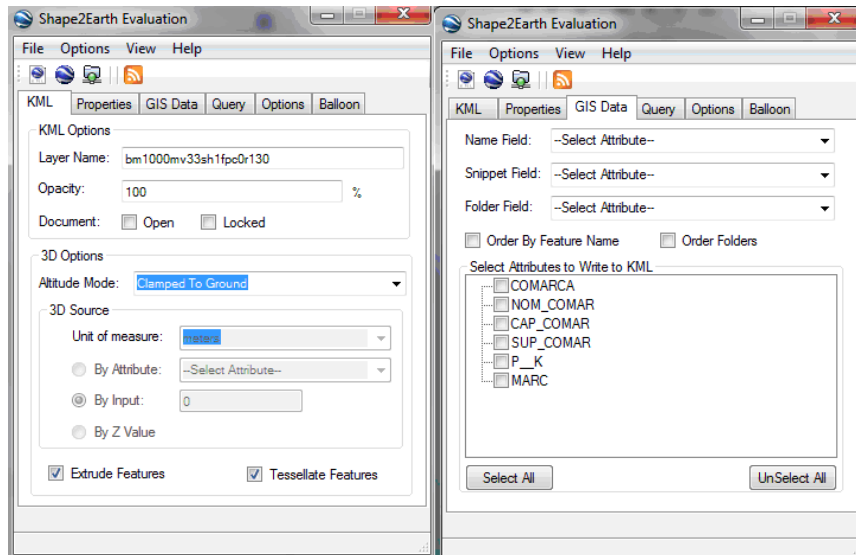 Shape2Earth Evaluation
File Options View Help
KML Properties GIS Data Query Options Balloon
KML Options
Layer Name: bm1000mv33sh1fpc0r130
Opacity: 100 %
Document: Open Locked
3D Options
Altitude Mode: Clamped To Ground
3D Source
Unit of measure: meters
By Attribute: --Select Attribute--
By Input: 0
By Z Value
Extrude Features Tessellate Features
Shape2Earth Evaluation
File Options View Help
KML Properties GIS Data Query Options Balloon
Name Field: --Select Attribute--
Snippet Field: --Select Attribute--
Folder Field: --Select Attribute--
Order By Feature Name Order Folders
Select Attributes to Write to KML
COMARCA
NOM_COMAR
CAP_COMAR
SUP_COMAR
P__K
MARC
Select All UnSelect All